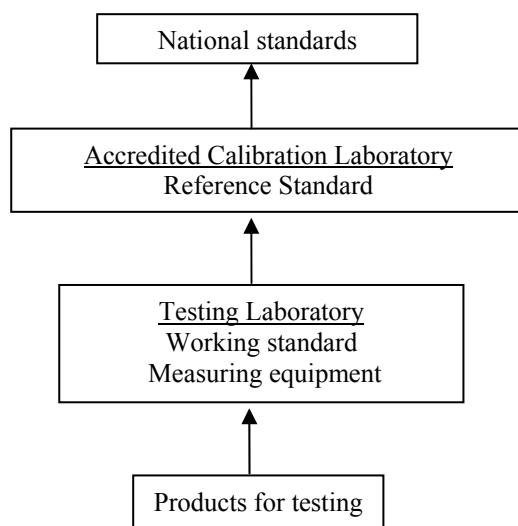 National standards
Accredited Calibration Laboratory
Reference Standard
Testing Laboratory
Working standard
Measuring equipment
Products for testing